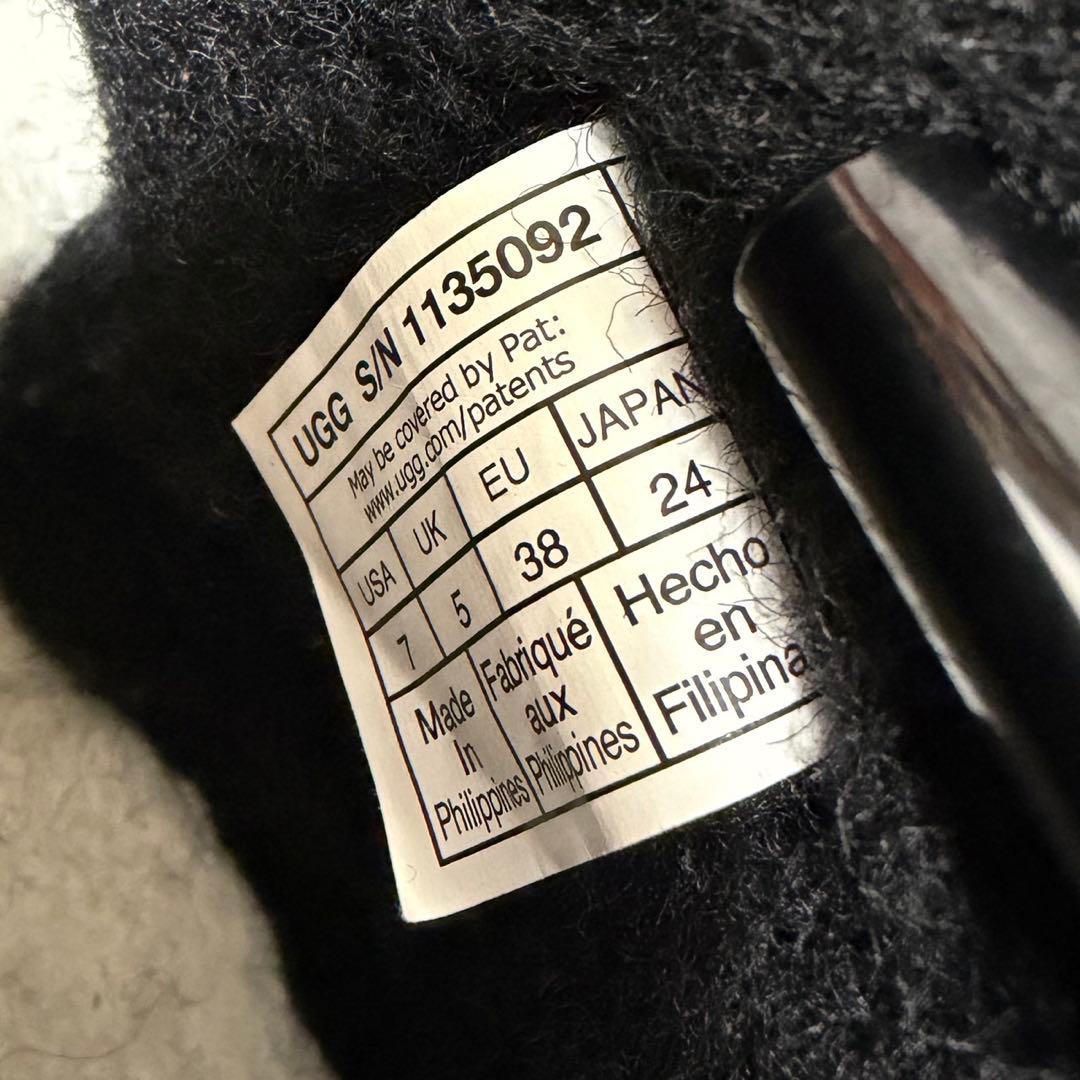 UGG S/N 1135092
May be covered by Pat:
www.ugg.com/patents
USA UK EU JAPAN
7 5 38 24
Made
In
Philippines
Fabriqué
aux
Philippines
Hecho
en
Filipina